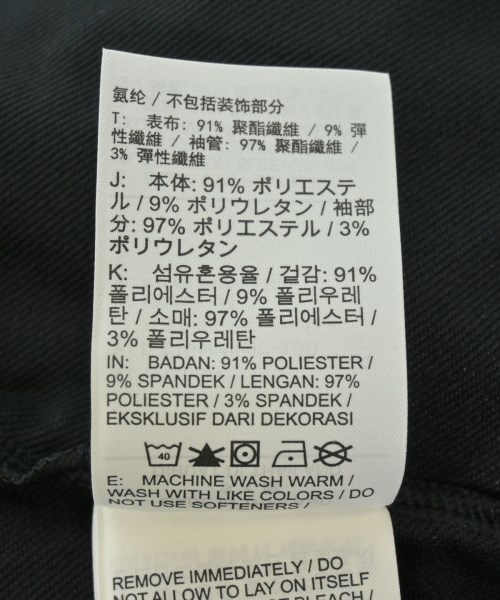 氨纶 / 不包括装饰部分
T: 表布: 91% 聚酯纖維 / 9% 彈
性纖維 / 袖管: 97% 聚酯纖維 /
3% 彈性纖維
J: 本体: 91% ポリエステ
ル / 9% ポリウレタン / 袖部
分: 97% ポリエステル / 3%
ポリウレタン
K: 섬유혼용율 / 겉감: 91%
폴리에스터 / 9% 폴리우레
탄 / 소매: 97% 폴리에스터 /
3% 폴리우레탄
IN: BADAN: 91% POLIESTER /
9% SPANDEK / LENGAN: 97%
POLIESTER / 3% SPANDEK /
EKSKLUSIF DARI DEKORASI
40
E: MACHINE WASH WARM /
WASH WITH LIKE COLORS / DO
NOT USE SOFTENERS /
REMOVE IMMEDIATELY / DO
NOT ALLOW TO LAY ON ITSELF
BLEACH /